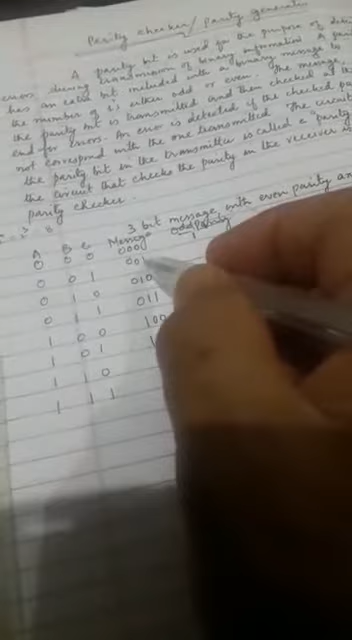 Parity checker / Parity generator
A parity bit is used for the purpose of
errors during transmission of binary information. A
has an extra bit included with a binary message to
the number of 1's either odd or even. The message,
the parity bit is transmitted and then checked at the
end for errors. An error is detected if the checked
not correspond with the one transmitted. The
the parity bit in the transmitter is called a "parity
the circuit that checks the parity in the receiver is
parity checker.
3 bit message with even parity
A B C Message odd Parity
0 0 0 000 1
0 0 1
0 1 0 010
0 1 1 011
1 0 0 100
1 0 1
1 1 0
1 1 1